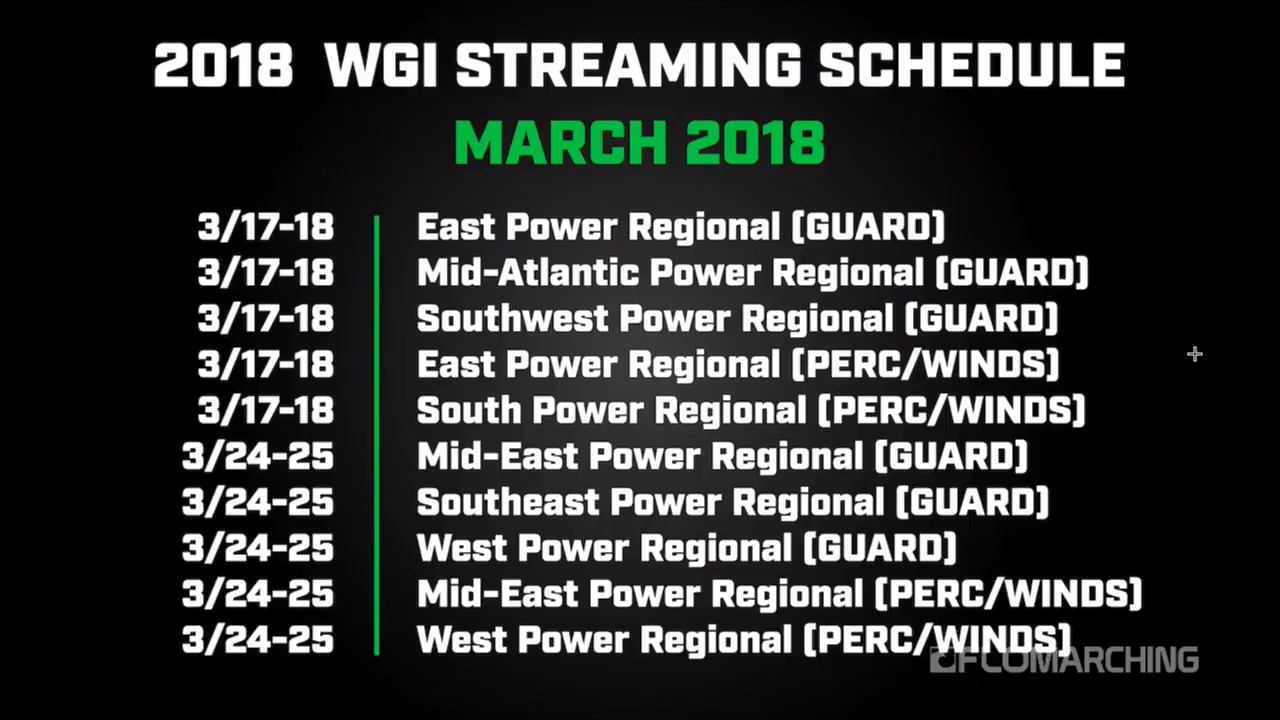 2018 WGI STREAMING SCHEDULE
MARCH 2018
3/17-18 East Power Regional (GUARD)
3/17-18 Mid-Atlantic Power Regional (GUARD)
3/17-18 Southwest Power Regional (GUARD)
3/17-18 East Power Regional (PERC/WINDS)
3/17-18 South Power Regional (PERC/WINDS)
3/24-25 Mid-East Power Regional (GUARD)
3/24-25 Southeast Power Regional (GUARD)
3/24-25 West Power Regional (GUARD)
3/24-25 Mid-East Power Regional (PERC/WINDS)
3/24-25 West Power Regional (PERC/WINDS)
FLOMARCHING